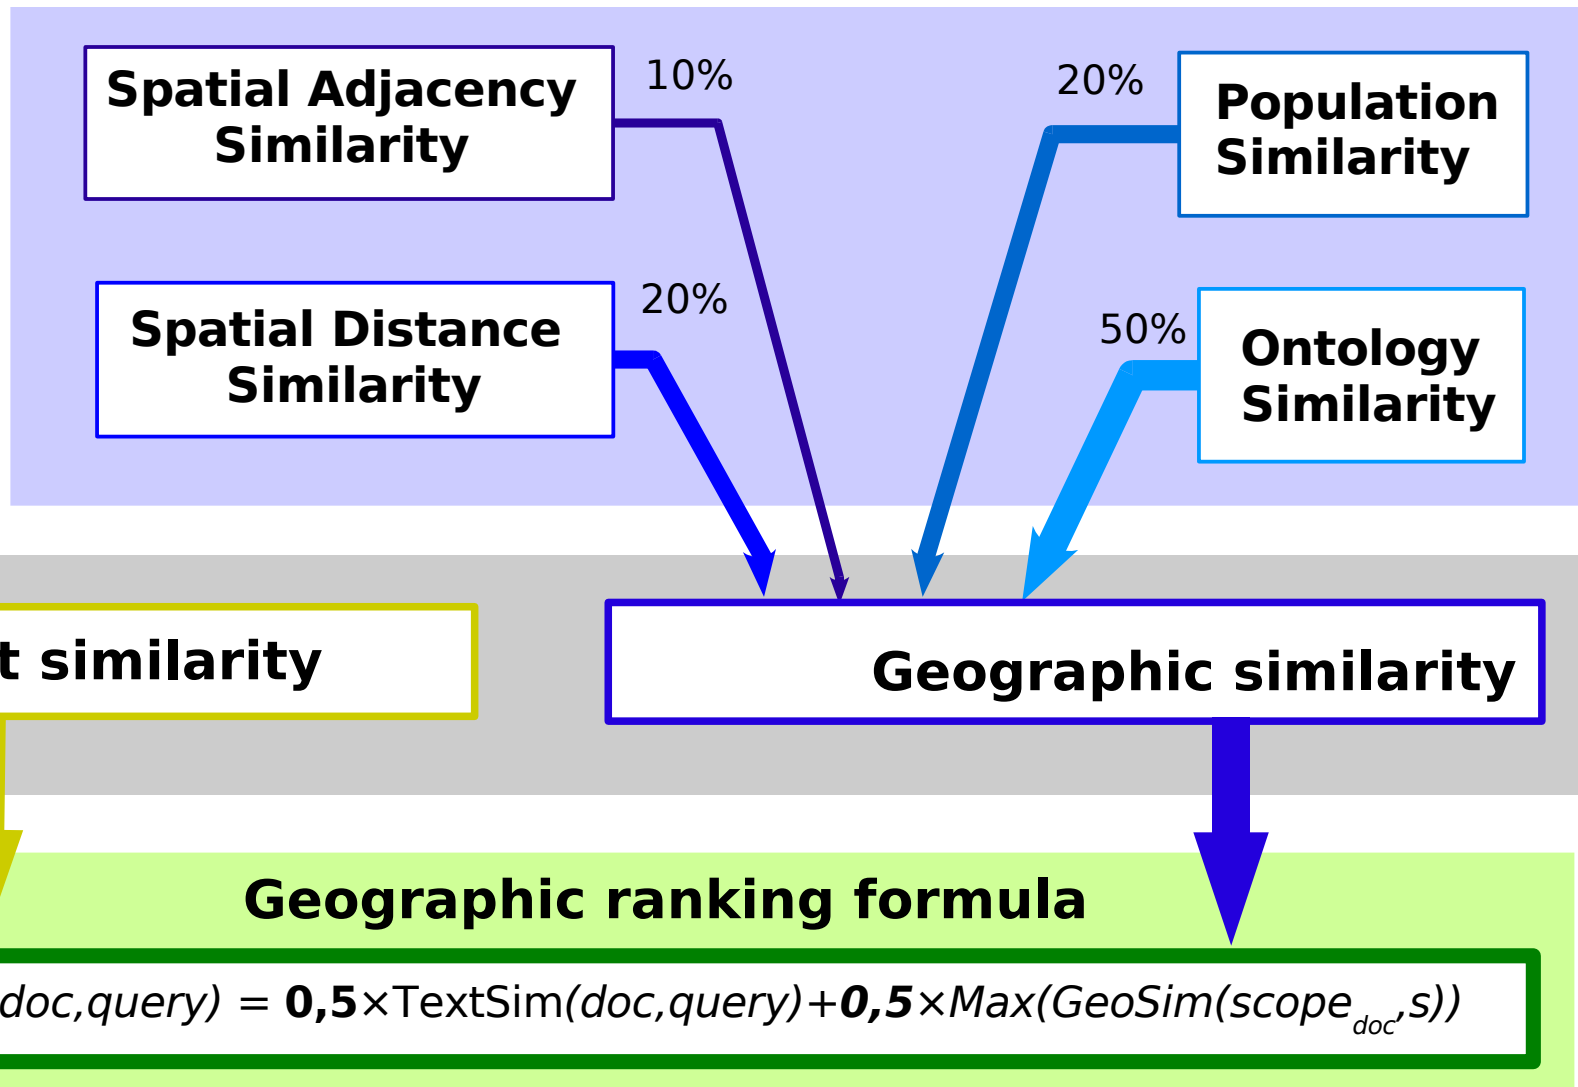 Spatial Adjacency
Similarity
10%
20%
Population
Similarity
Spatial Distance
Similarity
20%
50%
Ontology
Similarity
t similarity
Geographic similarity
Geographic ranking formula
doc,query) = 0,5×TextSim(doc,query)+0,5×Max(GeoSim(scope_doc,s))